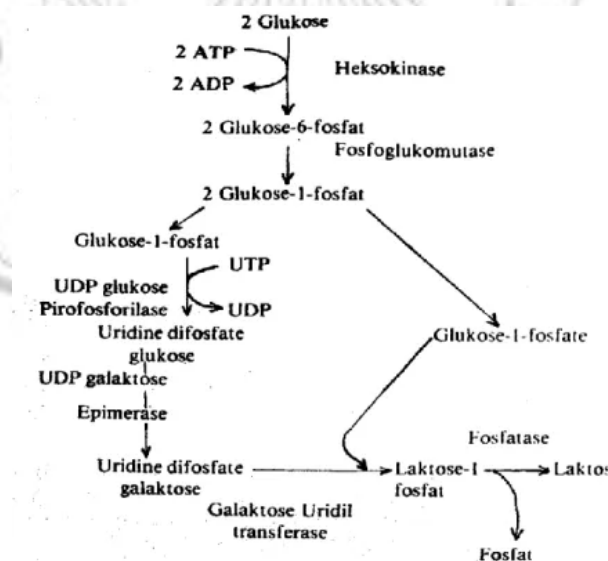 2 Glukose
2 ATP
2 ADP
Heksokinase
2 Glukose-6-fosfat
Fosfoglukomutase
2 Glukose-1-fosfat
Glukose-1-fosfat
UTP
UDP glukose
Pirofosforilase
UDP
Uridine difosfate
glukose
Glukose-1-fosfate
UDP galaktose
Epimerase
Fosfatase
Uridine difosfate
galaktose
Laktose-1
fosfat
Laktos
Galaktose Uridil
transferase
Fosfat